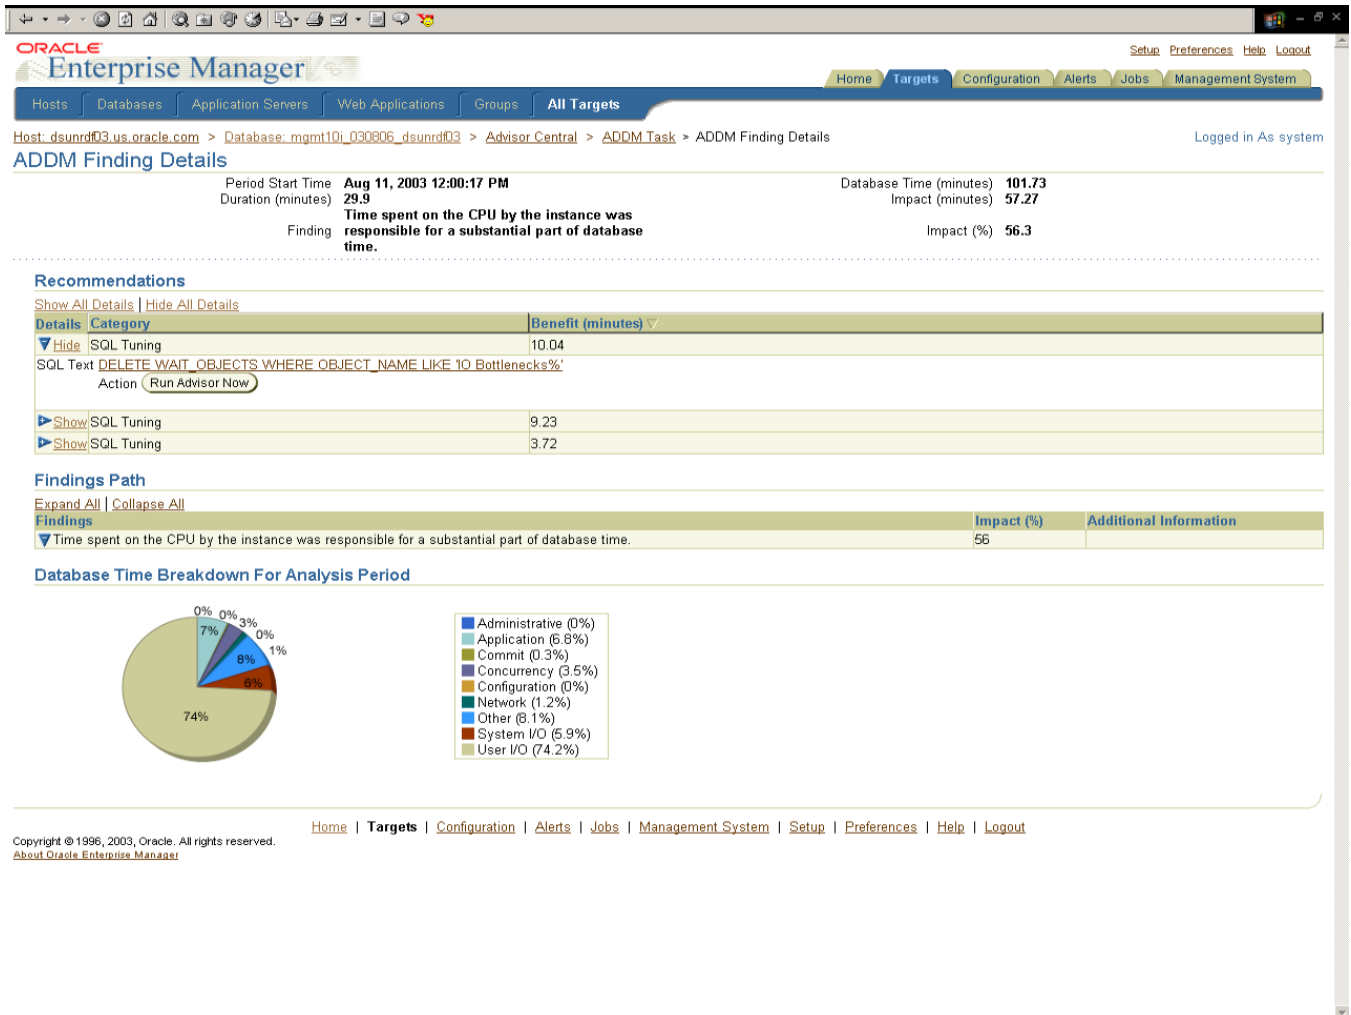 ORACLE
Enterprise Manager
Setup Preferences Help Logout
Home Targets Configuration Alerts Jobs Management System
Hosts Databases Application Servers Web Applications Groups All Targets
Host: dsunrdf03.us.oracle.com > Database: mgmt10i_030806_dsunrdf03 > Advisor Central > ADDM Task > ADDM Finding Details
Logged in As system
ADDM Finding Details
Period Start Time Aug 11, 2003 12:00:17 PM
Duration (minutes) 29.9
Finding Time spent on the CPU by the instance was
responsible for a substantial part of database
time.
Database Time (minutes) 101.73
Impact (minutes) 57.27
Impact (%) 56.3
Recommendations
Show All Details | Hide All Details
Details Category Benefit (minutes)
Hide SQL Tuning 10.04
SQL Text DELETE WAIT_OBJECTS WHERE OBJECT_NAME LIKE 'IO Bottlenecks%'
Action Run Advisor Now
Show SQL Tuning 9.23
Show SQL Tuning 3.72
Findings Path
Expand All | Collapse All
Findings Impact (%) Additional Information
Time spent on the CPU by the instance was responsible for a substantial part of database time. 56
Database Time Breakdown For Analysis Period
0% 0% 3% 0% 1%
7% 8% 6%
74%
Administrative (0%)
Application (6.8%)
Commit (0.3%)
Concurrency (3.5%)
Configuration (0%)
Network (1.2%)
Other (8.1%)
System I/O (5.9%)
User I/O (74.2%)
Home | Targets | Configuration | Alerts | Jobs | Management System | Setup | Preferences | Help | Logout
Copyright © 1996, 2003, Oracle. All rights reserved.
About Oracle Enterprise Manager